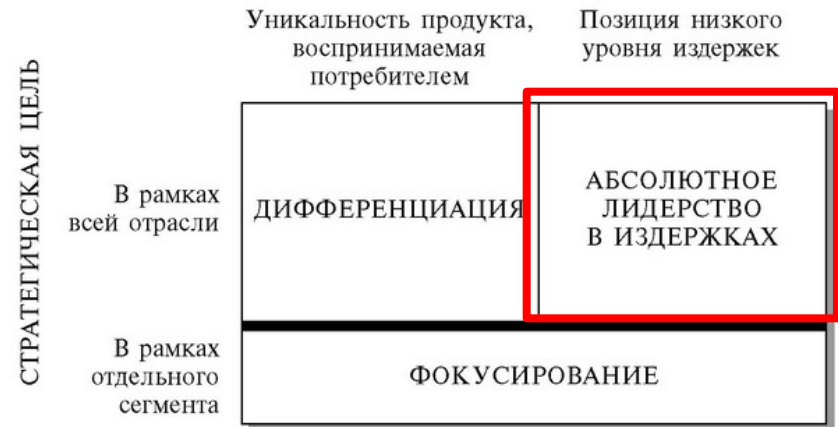 Уникальность продукта,
воспринимаемая
потребителем
Позиция низкого
уровня издержек
СТРАТЕГИЧЕСКАЯ ЦЕЛЬ
В рамках
всей отрасли
ДИФФЕРЕНЦИАЦИЯ
АБСОЛЮТНОЕ
ЛИДЕРСТВО
В ИЗДЕРЖКАХ
В рамках
отдельного
сегмента
ФОКУСИРОВАНИЕ